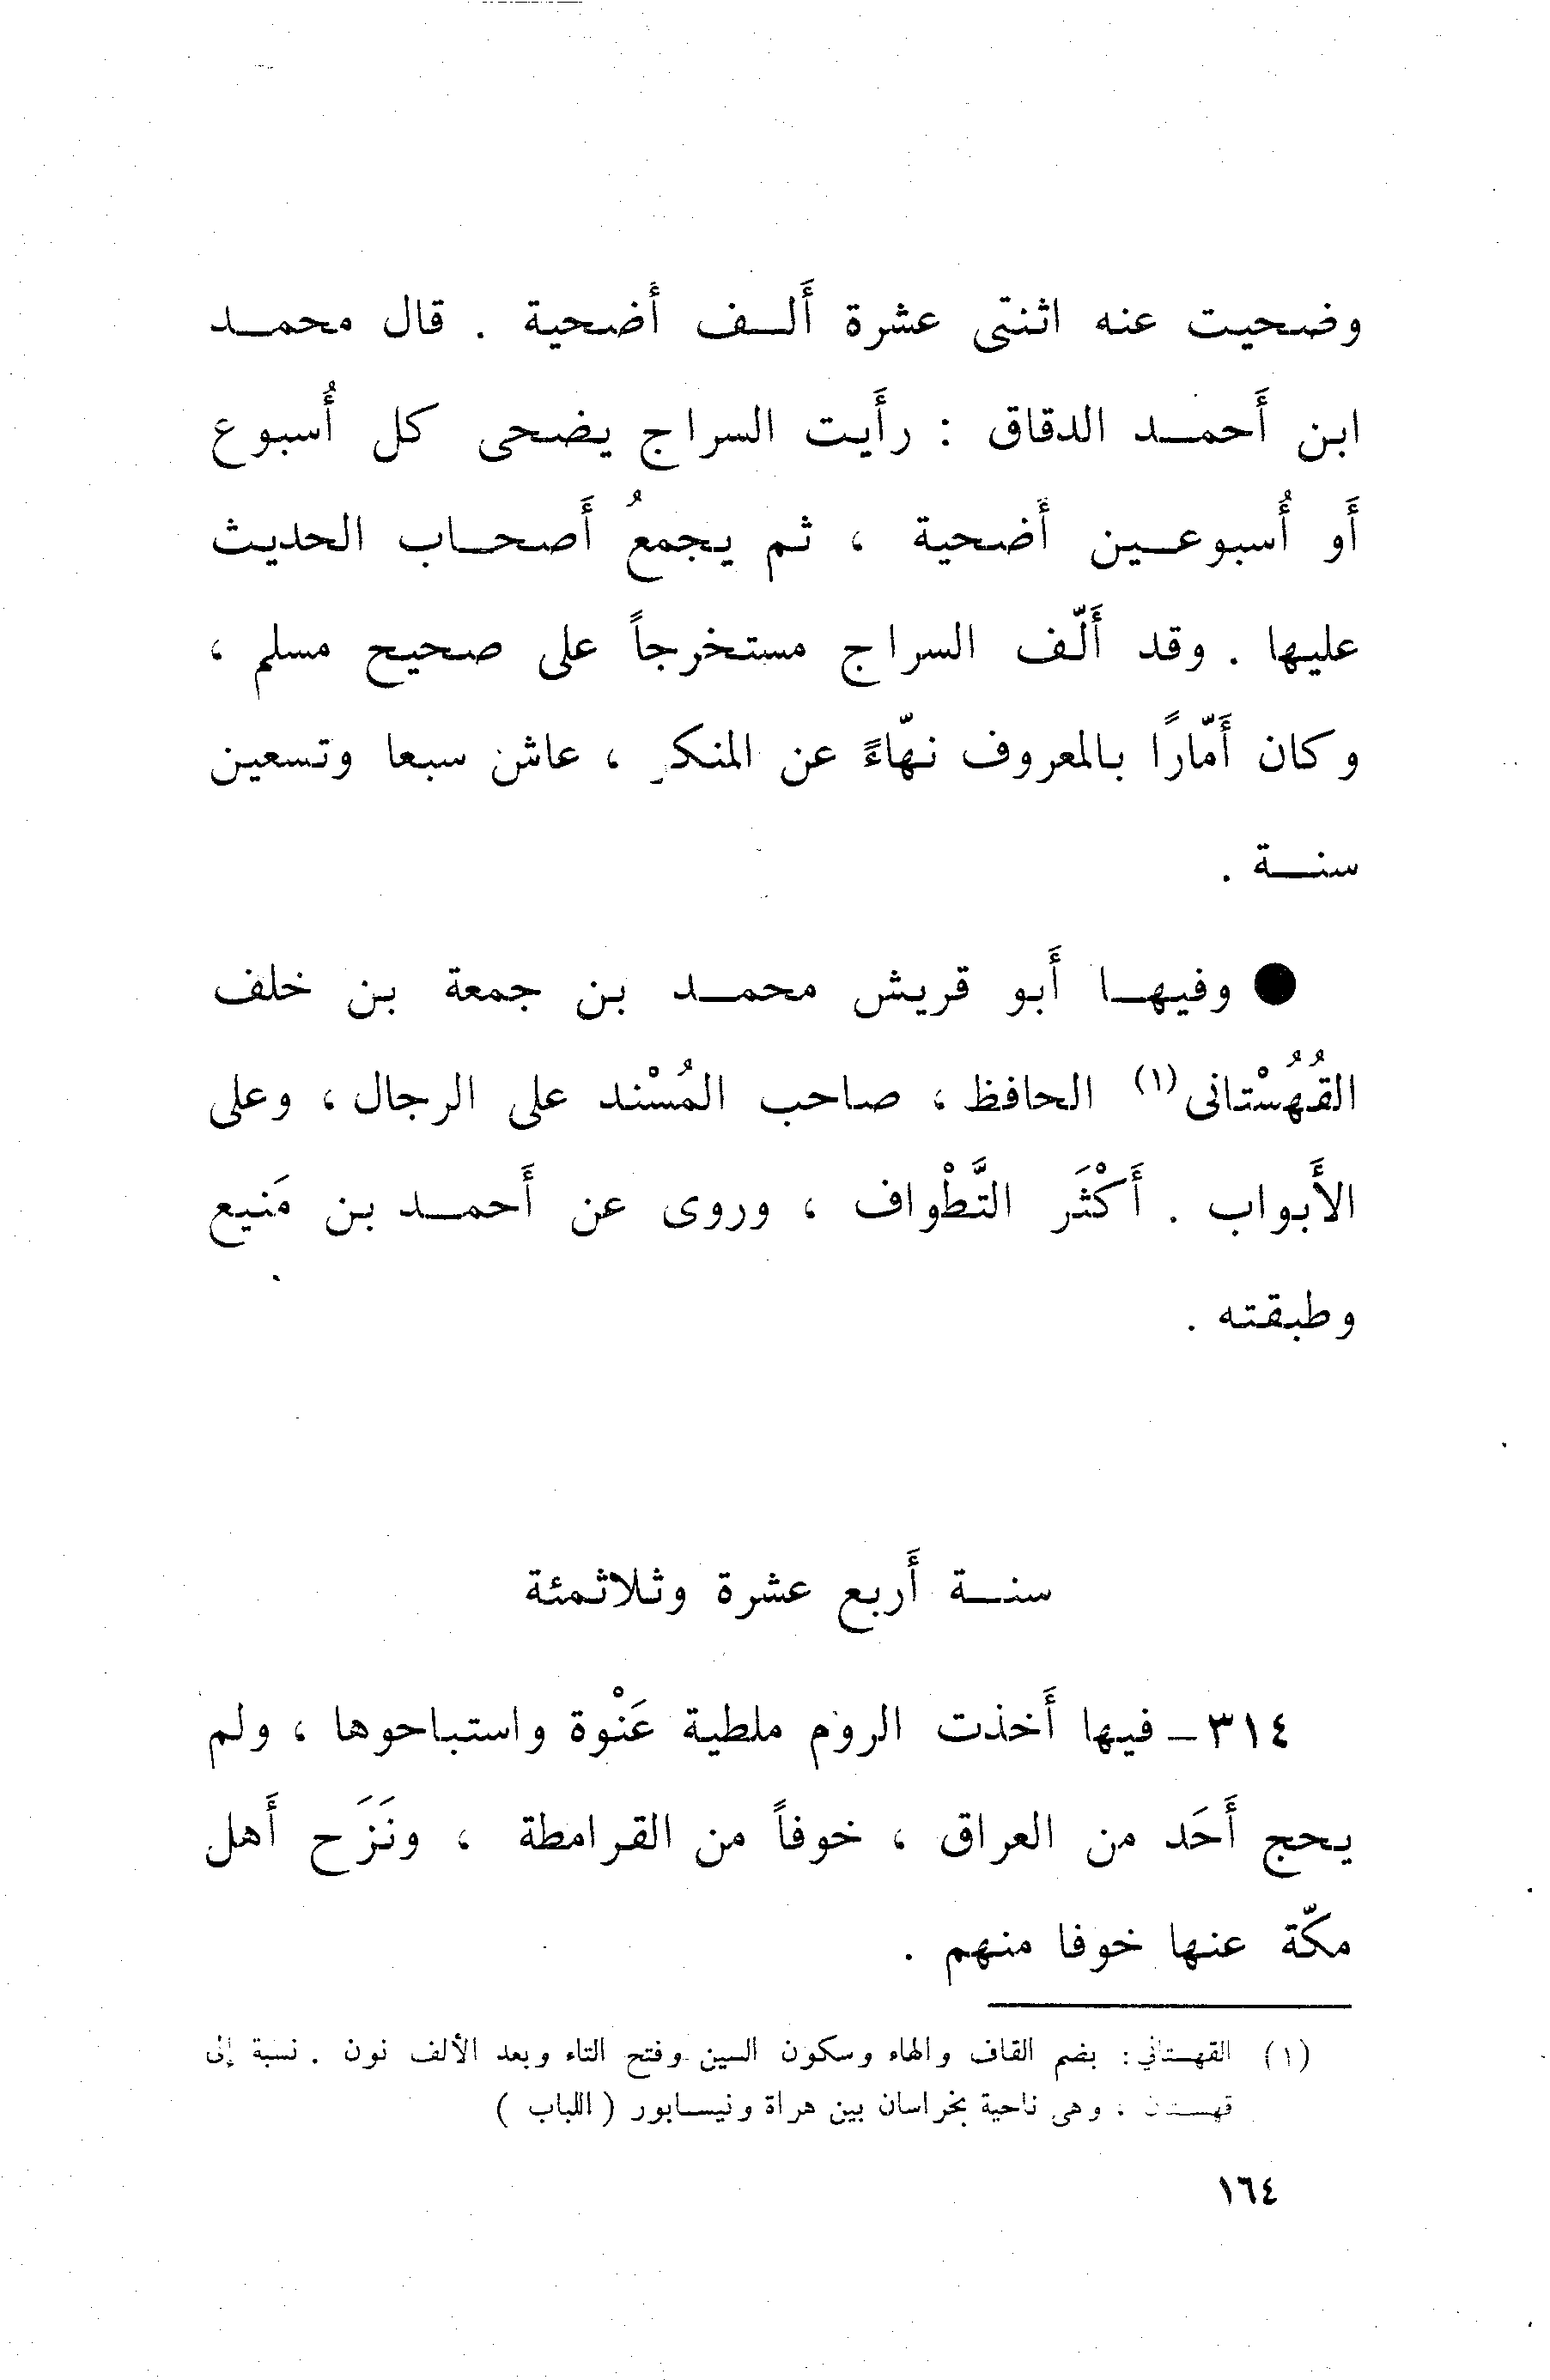 وضحيت عنه اثنتى عشرة أَلف أُضحية . قال محمد
ابن أَحمد الدقاق : رأَيت السراج يضحى كل أُسبوع
أَو أُسبوعين أُضحية ، ثم يجمعُ أَصحاب الحديث
عليها . وقد أَلّف السراج مستخرجاً على صحيح مسلم ،
وكان أَمّارًا بالمعروف نهّاءً عن المنكر ، عاش سبعا وتسعين
سنة .
● وفيها أَبو قريش محمد بن جمعة بن خلف
القُهُسْتانى(١) الحافظ ، صاحب المُسْند على الرجال ، وعلى
الأَبواب . أَكْثَر التَّطْواف ، وروى عن أَحمد بن مَنيع
وطبقته .
سنة أَربع عشرة وثلاثمئة
٣١٤ – فيها أَخذت الروم ملطية عَنْوة واستباحوها ، ولم
يحج أَحَد من العراق ، خوفاً من القرامطة ، ونَزَح أَهل
مكّة عنها خوفا منهم .
(١) القهستاني : بضم القاف والهاء وسكون السين وفتح التاء وبعد الألف نون . نسبة إلى
قهستان ، وهى ناحية بخراسان بين هراة ونيسابور ( اللباب )
١٦٤